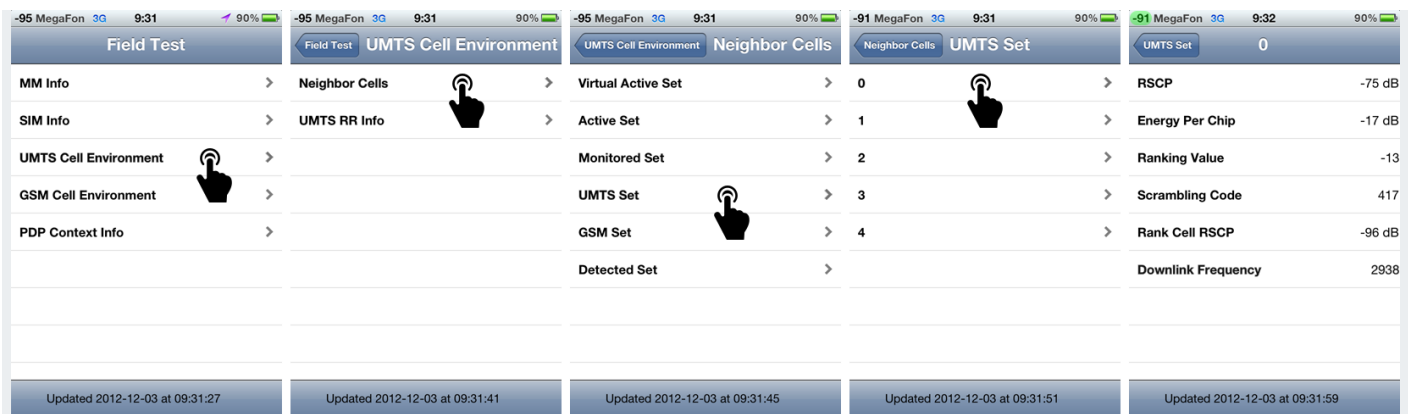 -95 MegaFon 3G 9:31 90%
Field Test
MM Info
SIM Info
UMTS Cell Environment
GSM Cell Environment
PDP Context Info
Updated 2012-12-03 at 09:31:27
-95 MegaFon 3G 9:31 90%
Field Test UMTS Cell Environment
Neighbor Cells
UMTS RR Info
Updated 2012-12-03 at 09:31:41
-95 MegaFon 3G 9:31 90%
UMTS Cell Environment Neighbor Cells
Virtual Active Set
Active Set
Monitored Set
UMTS Set
GSM Set
Detected Set
Updated 2012-12-03 at 09:31:45
-91 MegaFon 3G 9:31 90%
Neighbor Cells UMTS Set
0
1
2
3
4
Updated 2012-12-03 at 09:31:51
-91 MegaFon 3G 9:32 90%
UMTS Set 0
RSCP -75 dB
Energy Per Chip -17 dB
Ranking Value -13
Scrambling Code 417
Rank Cell RSCP -96 dB
Downlink Frequency 2938
Updated 2012-12-03 at 09:31:59